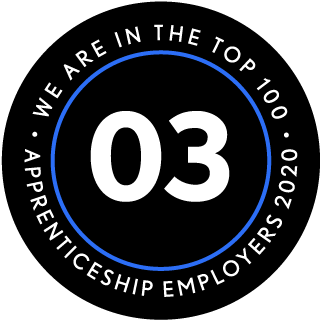 WE ARE IN THE TOP 100
03
• APPRENTICESHIP EMPLOYERS 2020 •